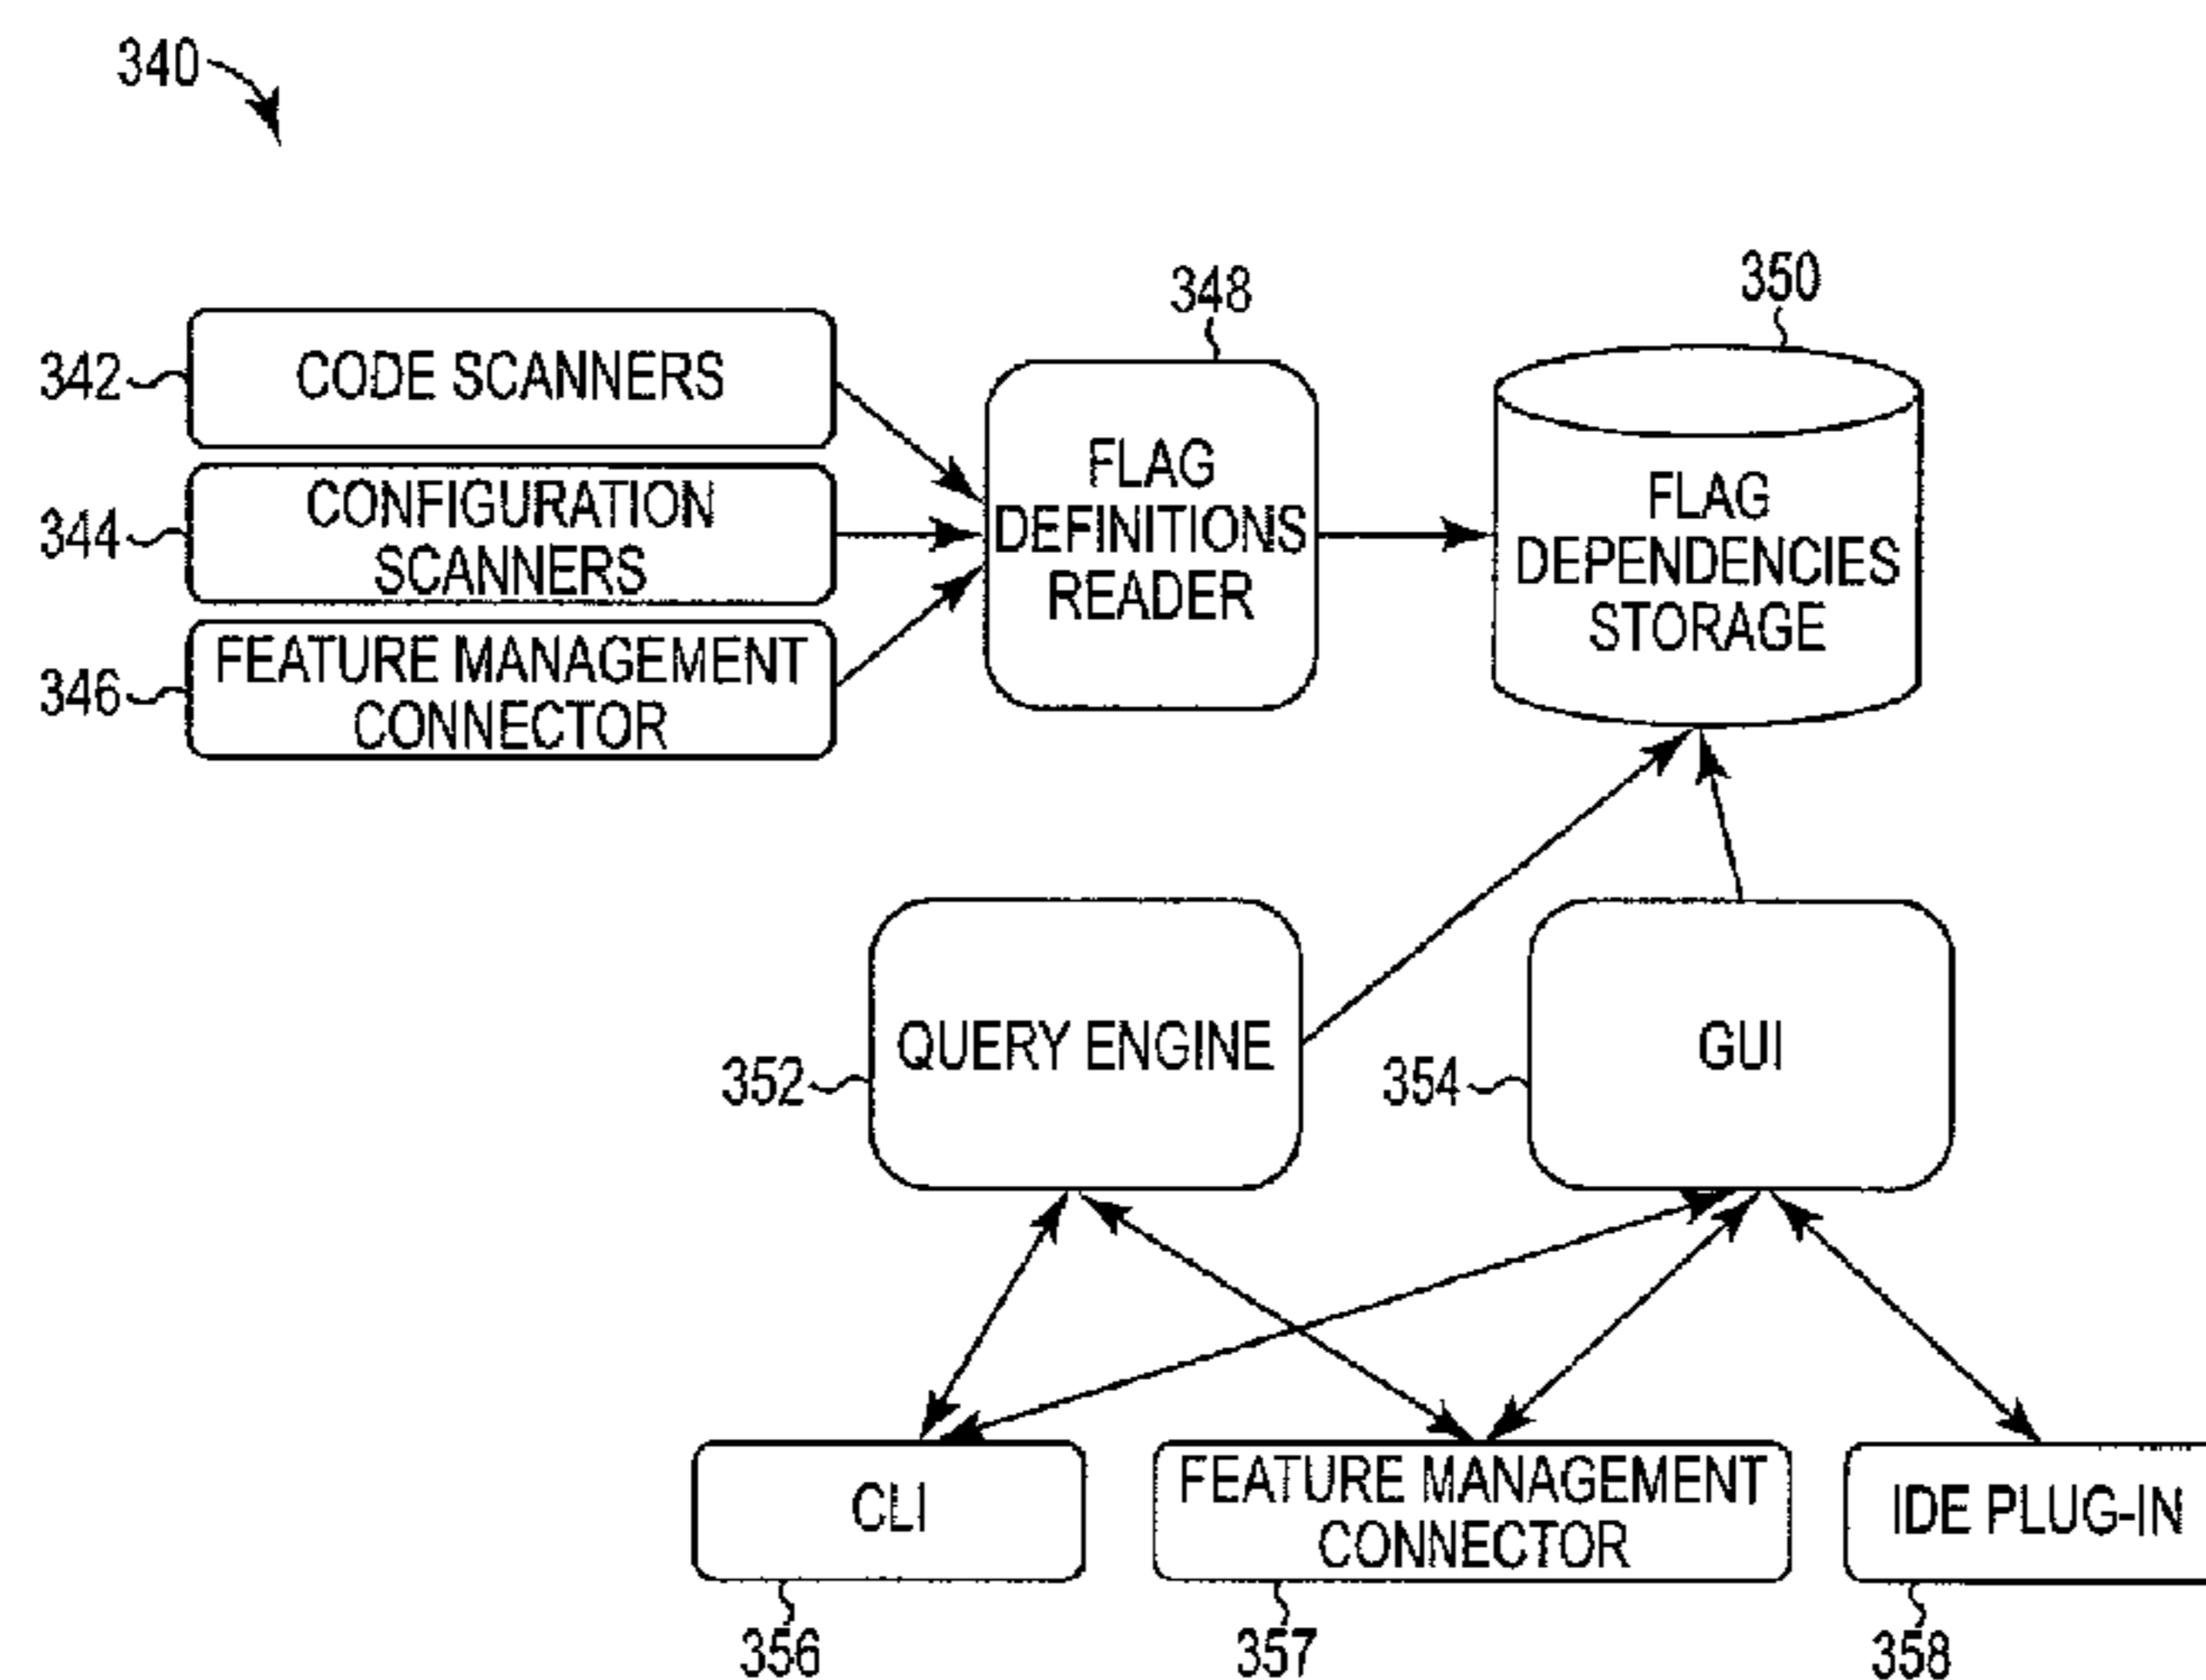 340
348
350
342
CODE SCANNERS
344
CONFIGURATION
SCANNERS
346
FEATURE MANAGEMENT
CONNECTOR
FLAG
DEFINITIONS
READER
FLAG
DEPENDENCIES
STORAGE
352
QUERY ENGINE
354
GUI
CLI
FEATURE MANAGEMENT
CONNECTOR
IDE PLUG-IN
356
357
358